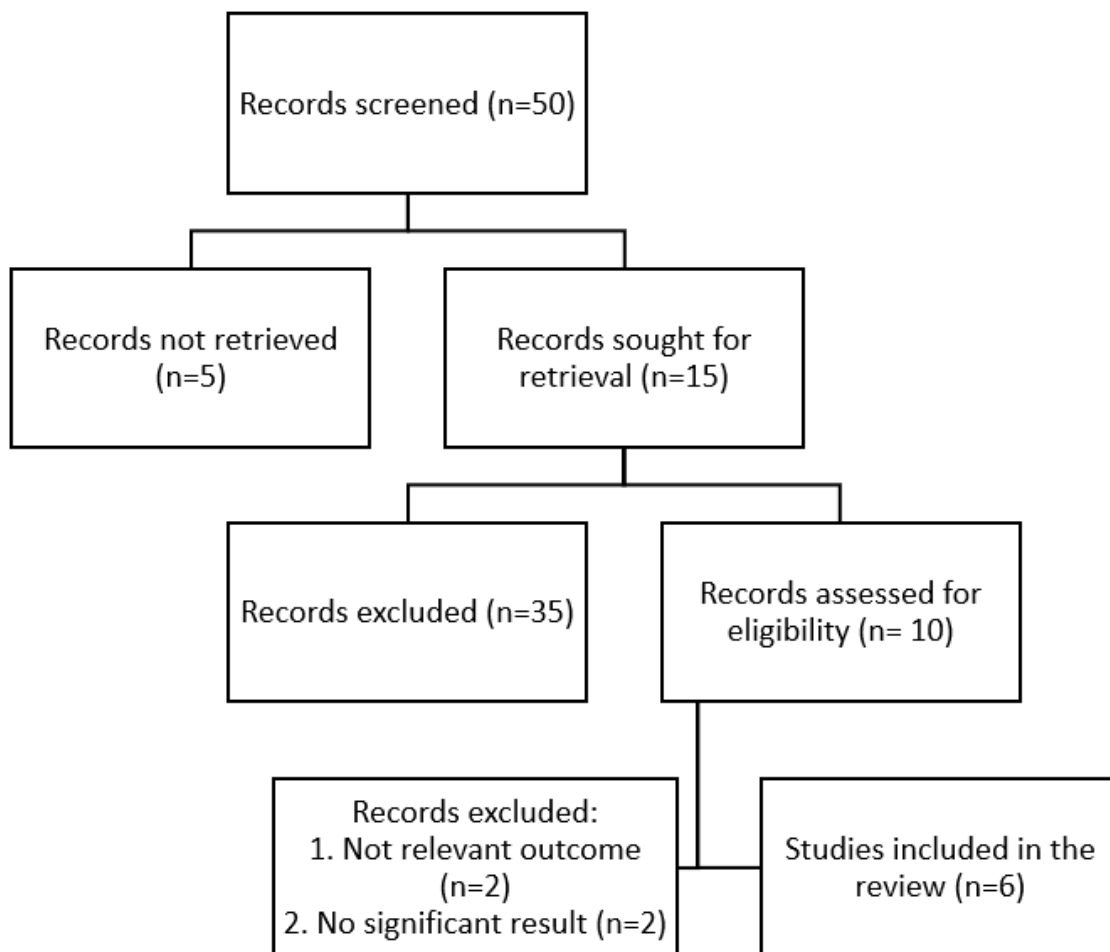 Records screened (n=50)
Records not retrieved
(n=5)
Records sought for
retrieval (n=15)
Records excluded (n=35)
Records assessed for
eligibility (n= 10)
Records excluded:
1. Not relevant outcome
(n=2)
2. No significant result (n=2)
Studies included in the
review (n=6)